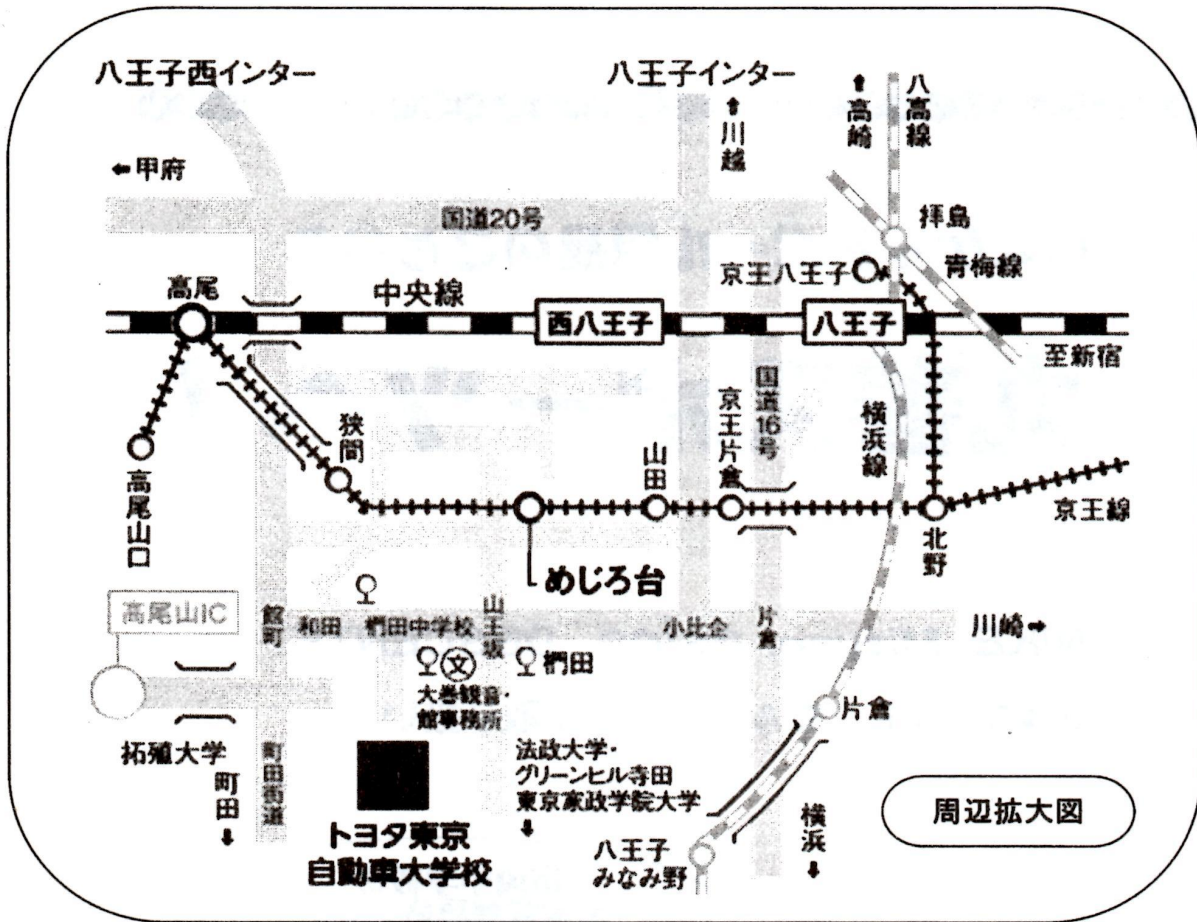 八王子西インター
八王子インター
←甲府
↑川越
↑高崎
八高線
国道20号
拝島
青梅線
京王八王子
高尾
中央線
西八王子
八王子
至新宿
国道16号
横浜線
狭間
山田
京王片倉
高尾山口
京王線
北野
めじろ台
高尾山IC
館町
和田
椚田中学校
山王坂
小比企
片倉
川崎→
文
椚田
大巻観音・
館事務所
片倉
拓殖大学
町田↓
町田街道
法政大学・
グリーンヒル寺田
東京家政学院大学
↓
トヨタ東京
自動車大学校
八王子
みなみ野
横浜↓
周辺拡大図